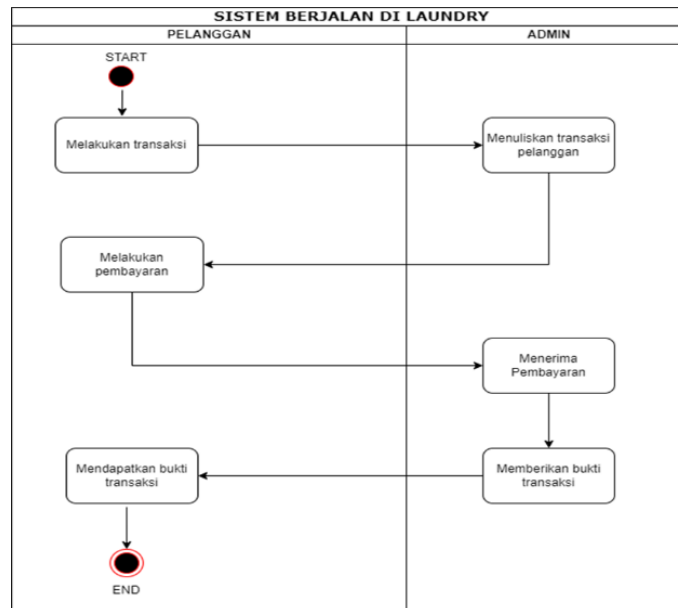 SISTEM BERJALAN DI LAUNDRY
PELANGGAN
ADMIN
START
Melakukan transaksi
Menuliskan transaksi
pelanggan
Melakukan
pembayaran
Menerima
Pembayaran
Mendapatkan bukti
transaksi
Memberikan bukti
transaksi
END